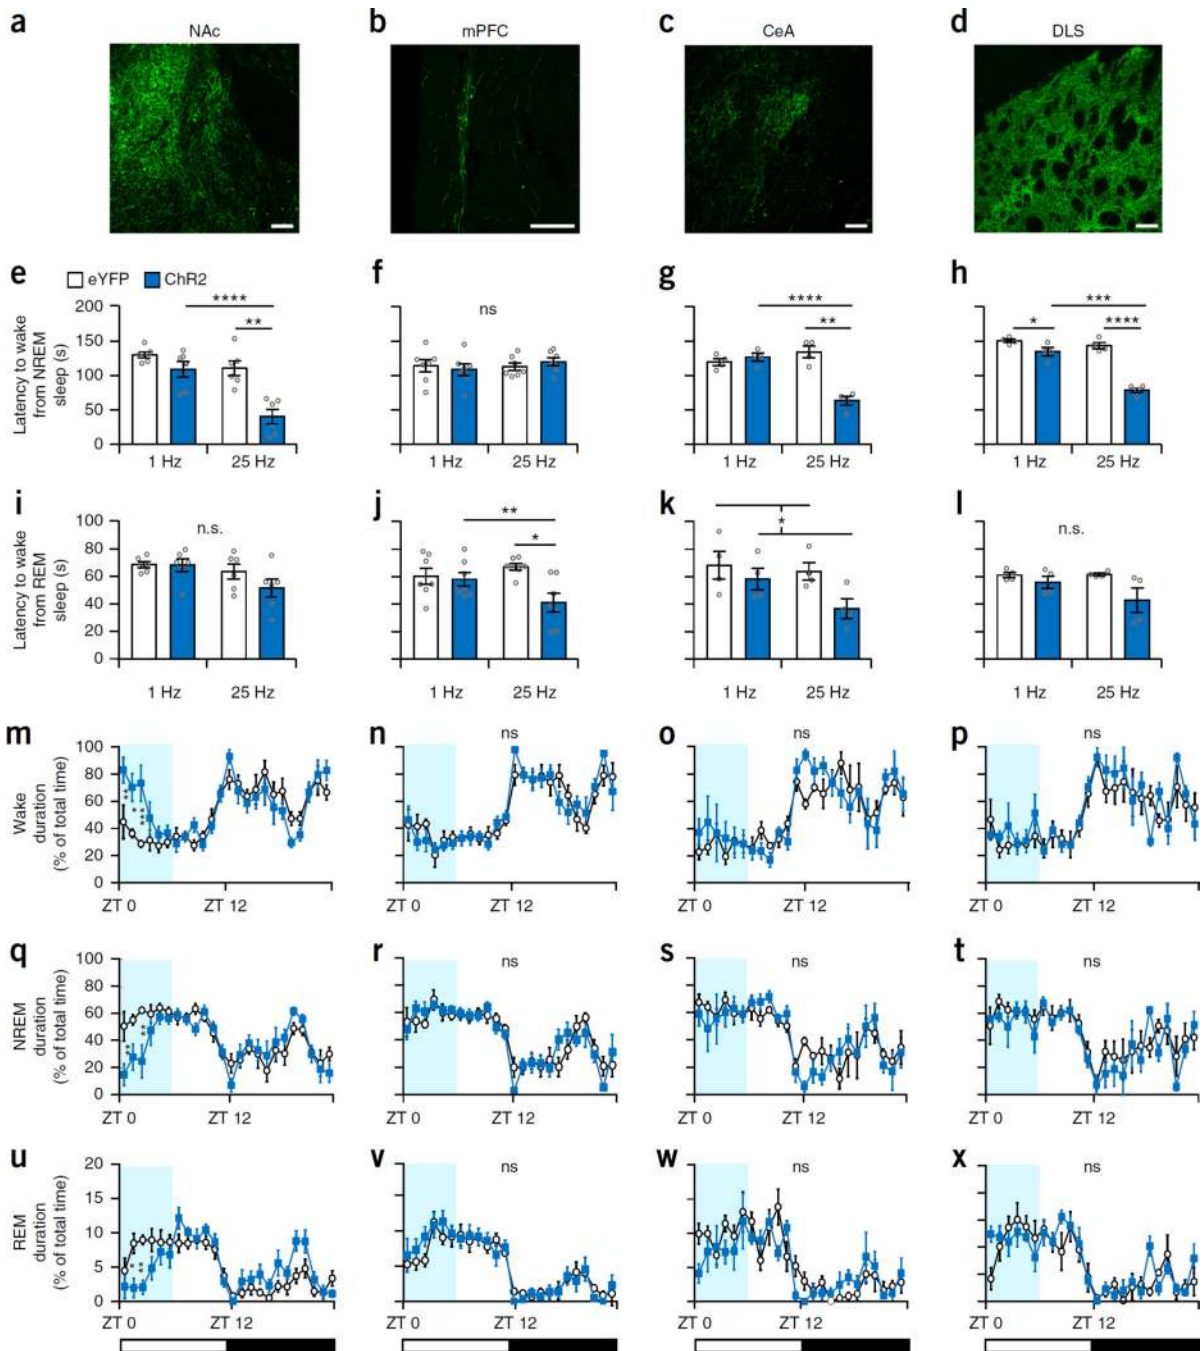 a NAc b mPFC c CeA d DLS
e eYFP ChR2 f g h
Latency to wake
from NREM
sleep (s)
200
150
100
50
0
**** ** ns **** ** * *** ****
1 Hz 25 Hz 1 Hz 25 Hz 1 Hz 25 Hz 1 Hz 25 Hz
i j k l
Latency to wake
from REM
sleep (s)
100
80
60
40
20
0
n.s. ** * * n.s.
1 Hz 25 Hz 1 Hz 25 Hz 1 Hz 25 Hz 1 Hz 25 Hz
m n ns o ns p ns
Wake
duration
(% of total time)
100
80
60
40
20
0
ZT 0 ZT 12 ZT 0 ZT 12 ZT 0 ZT 12 ZT 0 ZT 12
q r ns s ns t ns
NREM
duration
(% of total time)
100
80
60
40
20
0
ZT 0 ZT 12 ZT 0 ZT 12 ZT 0 ZT 12 ZT 0 ZT 12
u v ns w ns x ns
REM
duration
(% of total time)
20
15
10
5
0
ZT 0 ZT 12 ZT 0 ZT 12 ZT 0 ZT 12 ZT 0 ZT 12